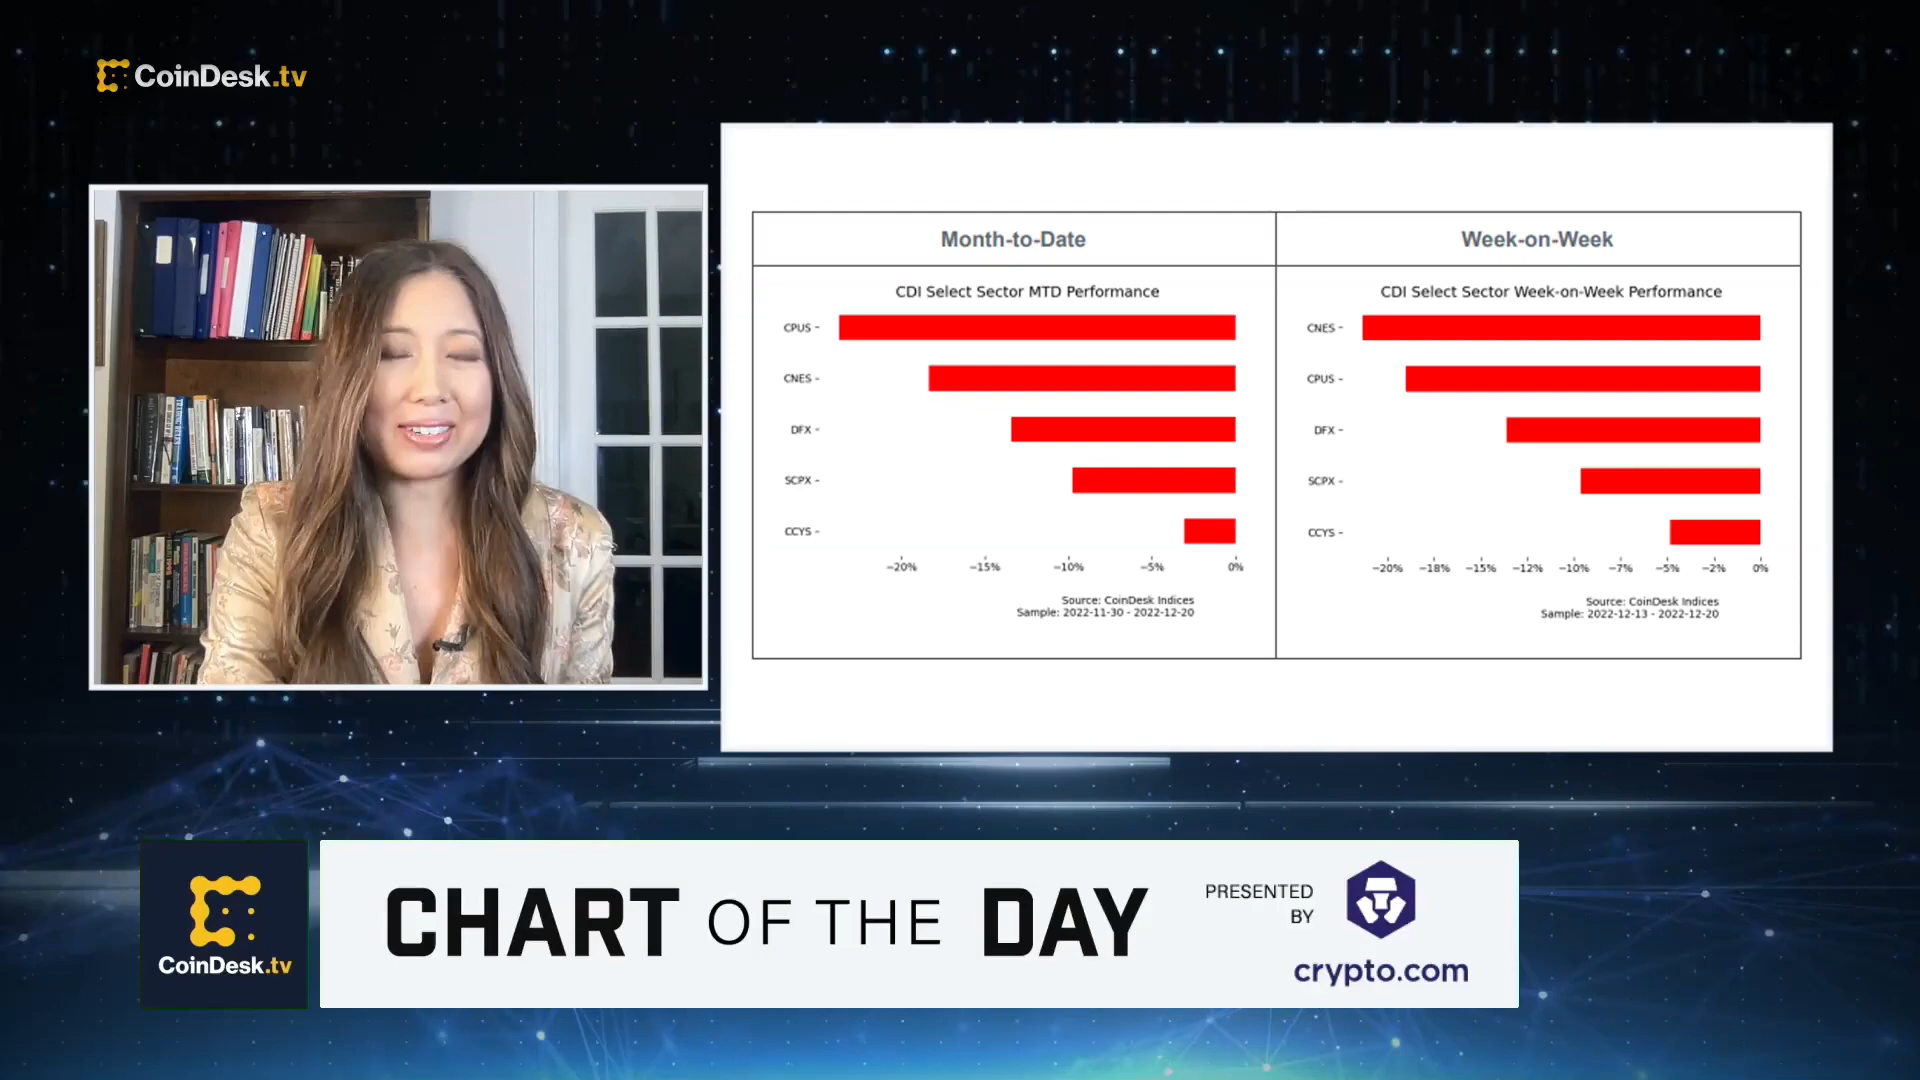 CoinDesk.tv
Month-to-Date
Week-on-Week
CDI Select Sector MTD Performance
CPUS
CNES
DFX
SCPX
CCYS
−20% −15% −10% −5% 0%
Source: CoinDesk Indices
Sample: 2022-11-30 - 2022-12-20
CDI Select Sector Week-on-Week Performance
CNES
CPUS
DFX
SCPX
CCYS
−20% −18% −15% −12% −10% −7% −5% −2% 0%
Source: CoinDesk Indices
Sample: 2022-12-13 - 2022-12-20
CoinDesk.tv
CHART OF THE DAY
PRESENTED
BY
crypto.com